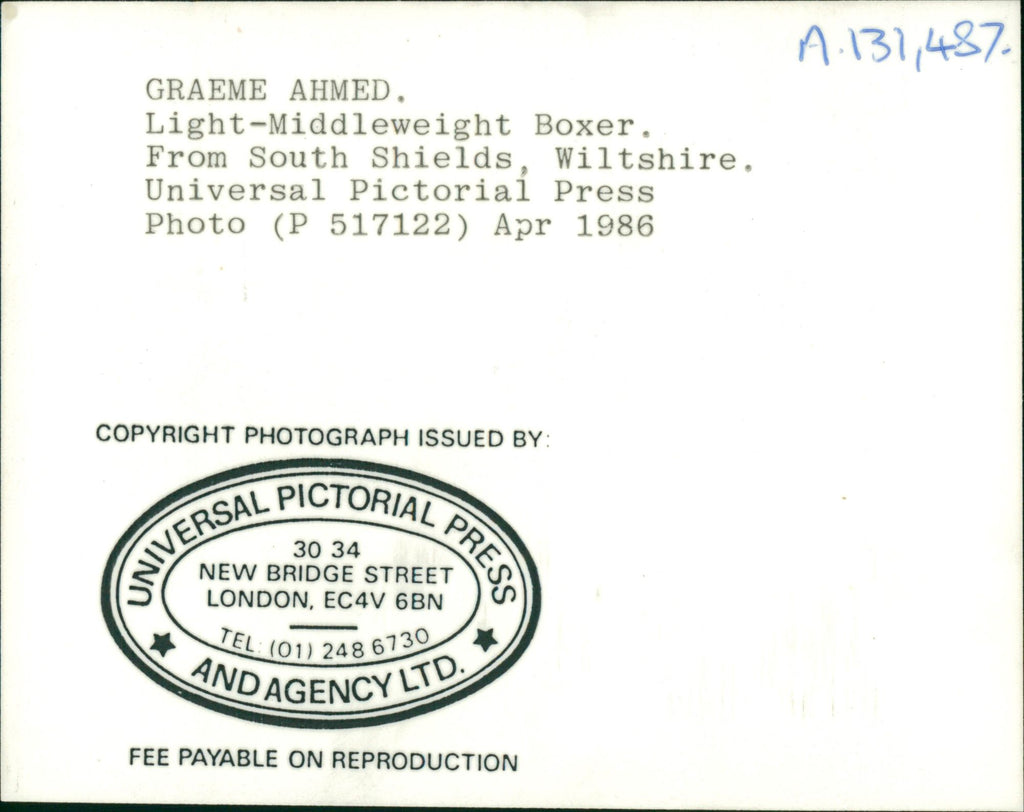 A.131,487.
GRAEME AHMED.
Light-Middleweight Boxer.
From South Shields, Wiltshire.
Universal Pictorial Press
Photo (P 517122) Apr 1986
COPYRIGHT PHOTOGRAPH ISSUED BY:
UNIVERSAL PICTORIAL PRESS
30 34
NEW BRIDGE STREET
LONDON, EC4V 6BN
TEL: (01) 248 6730
AND AGENCY LTD.
FEE PAYABLE ON REPRODUCTION